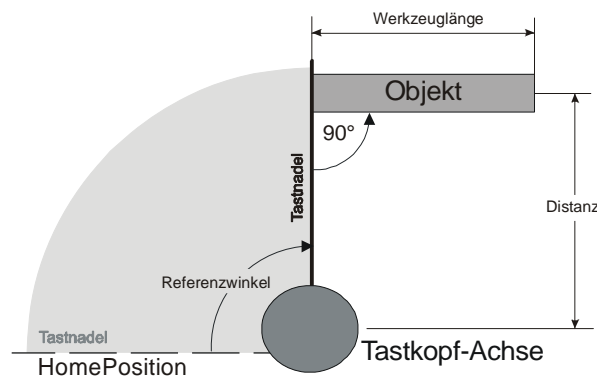 Werkzeuglänge
Objekt
90°
Tastnadel
Distanz
Referenzwinkel
Tastnadel
HomePosition
Tastkopf-Achse